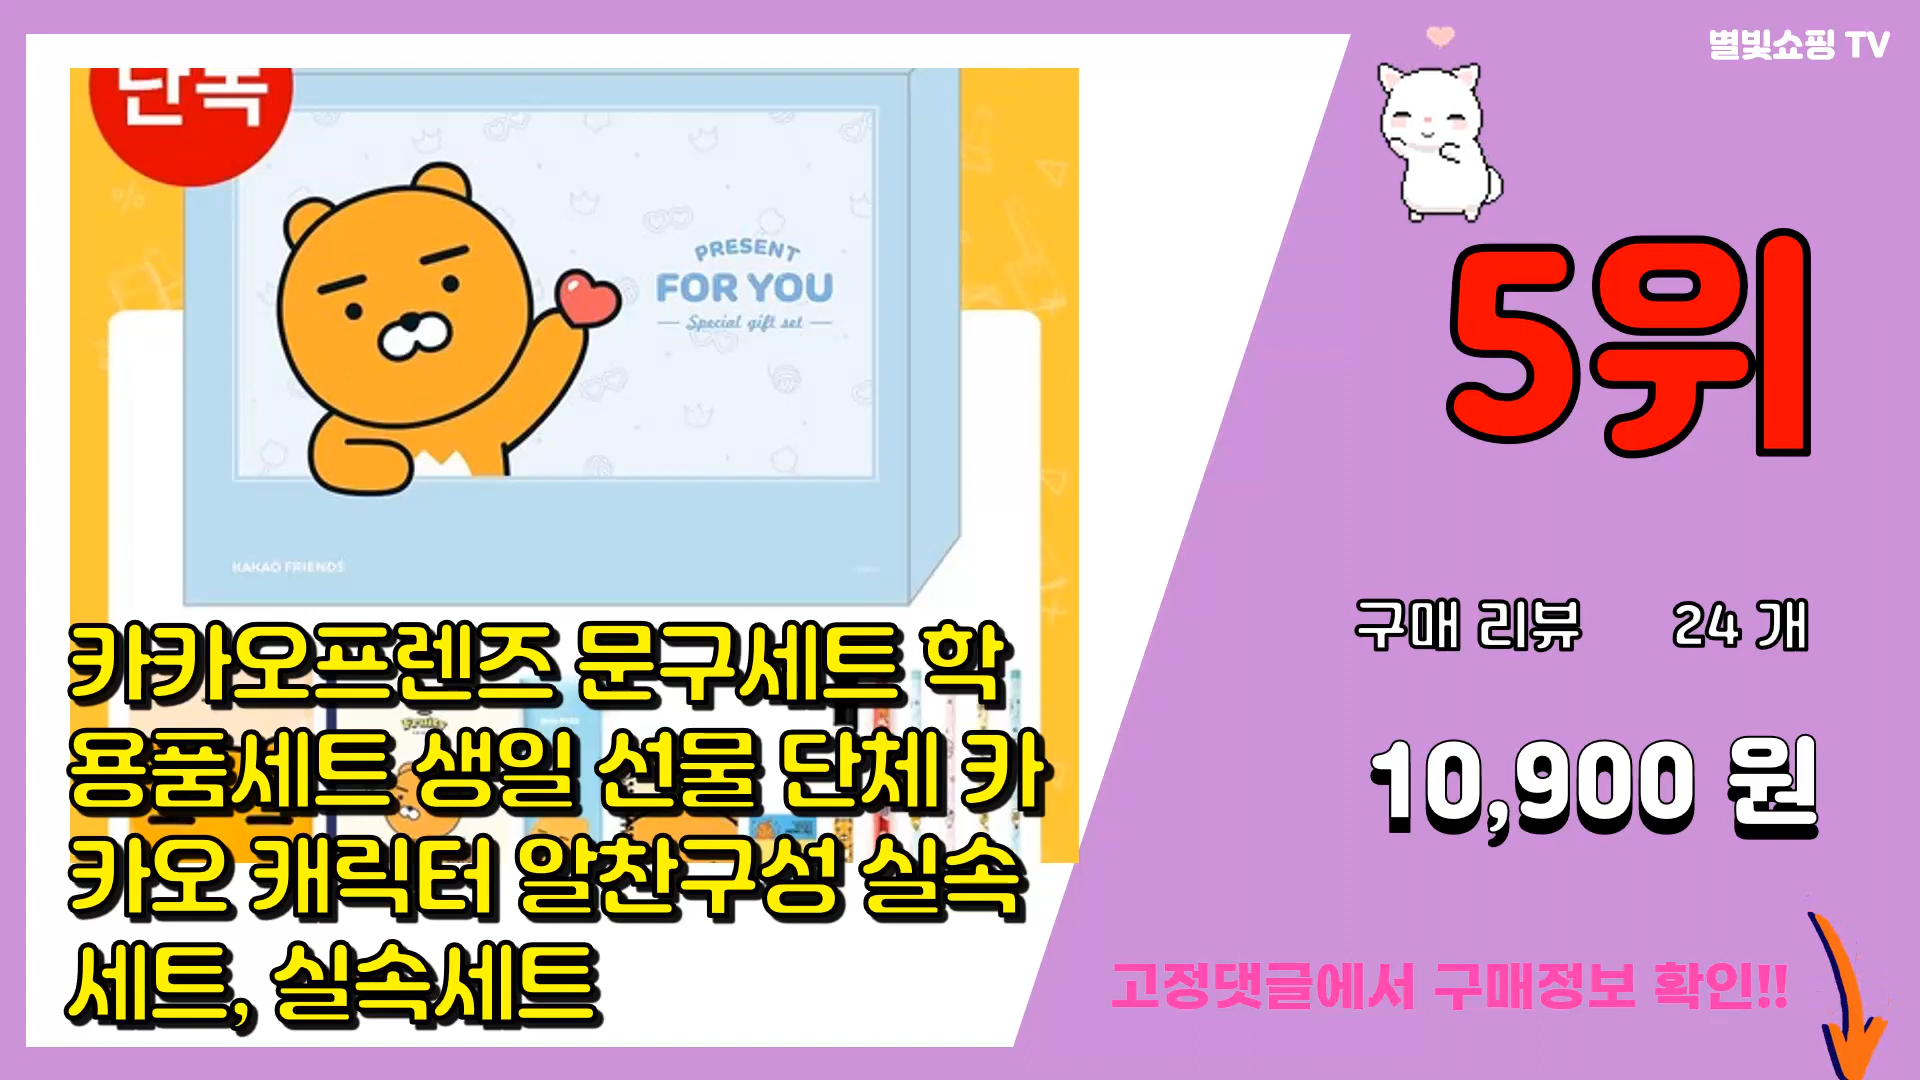 별빛쇼핑 TV
단독
PRESENT
FOR YOU
Special gift set
KAKAO FRIENDS
5위
구매 리뷰 24 개
10,900 원
카카오프렌즈 문구세트 학
용품세트 생일 선물 단체 카
카오 캐릭터 알찬구성 실속
세트, 실속세트
고정댓글에서 구매정보 확인!!